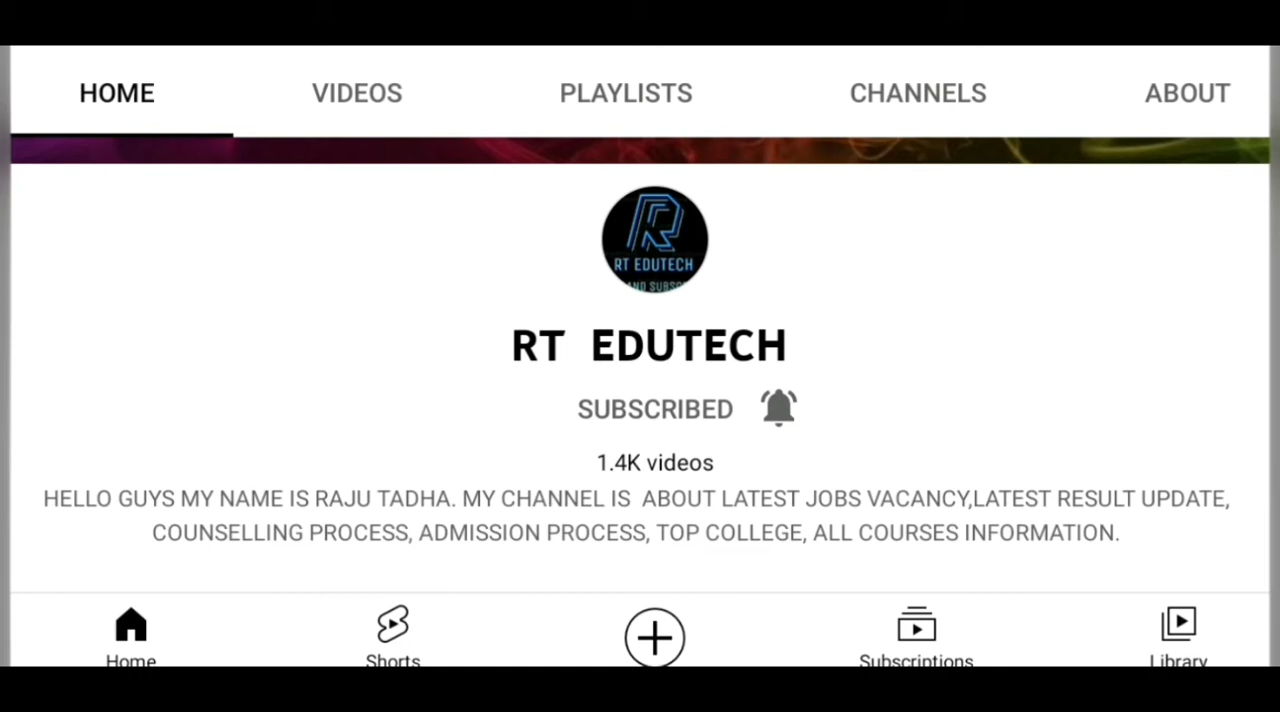 HOME VIDEOS PLAYLISTS CHANNELS ABOUT
RT EDUTECH
AND
RT EDUTECH
SUBSCRIBED
1.4K videos
HELLO GUYS MY NAME IS RAJU TADHA. MY CHANNEL IS ABOUT LATEST JOBS VACANCY,LATEST RESULT UPDATE,
COUNSELLING PROCESS, ADMISSION PROCESS, TOP COLLEGE, ALL COURSES INFORMATION.
Home Shorts Subscriptions Library